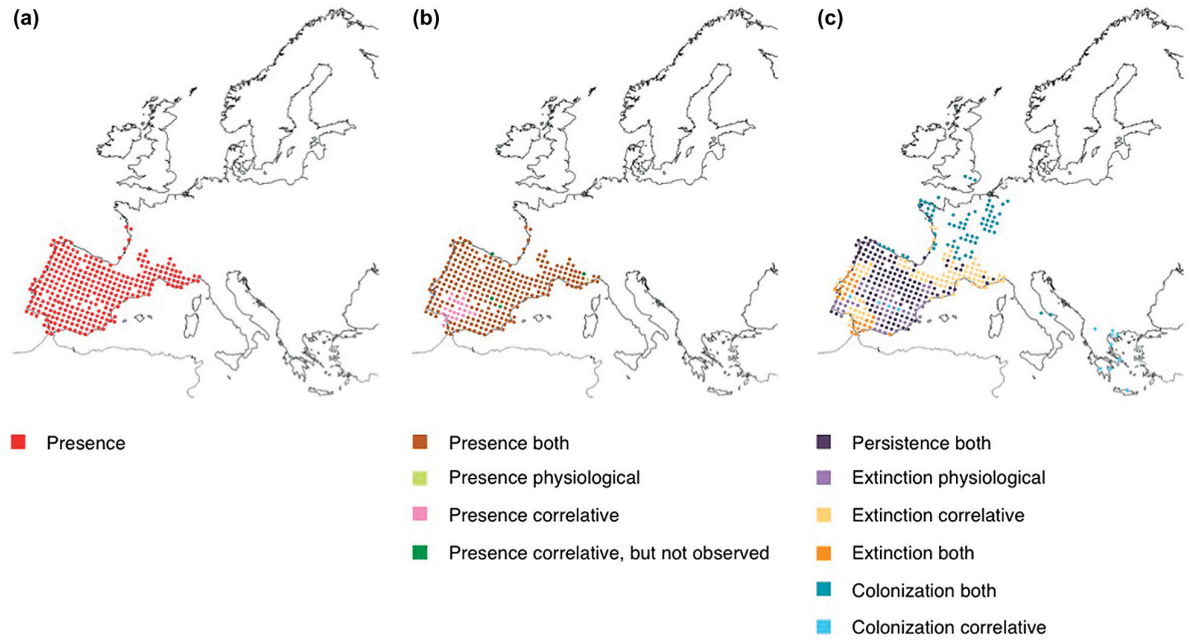 (a)
(b)
(c)
Presence
Presence both
Presence physiological
Presence correlative
Presence correlative, but not observed
Persistence both
Extinction physiological
Extinction correlative
Extinction both
Colonization both
Colonization correlative